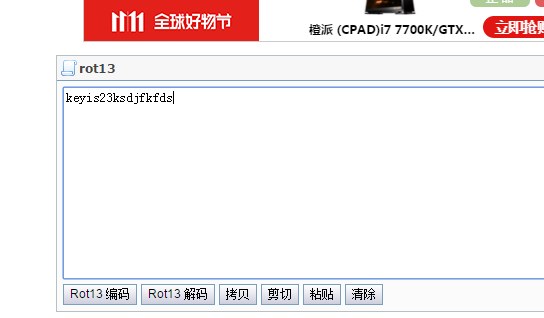 11.11 全球好物节
橙派 (CPAD)i7 7700K/GTX...
立即抢购
rot13
keyis23ksdjfkfds
Rot13 编码 Rot13 解码 拷贝 剪切 粘贴 清除